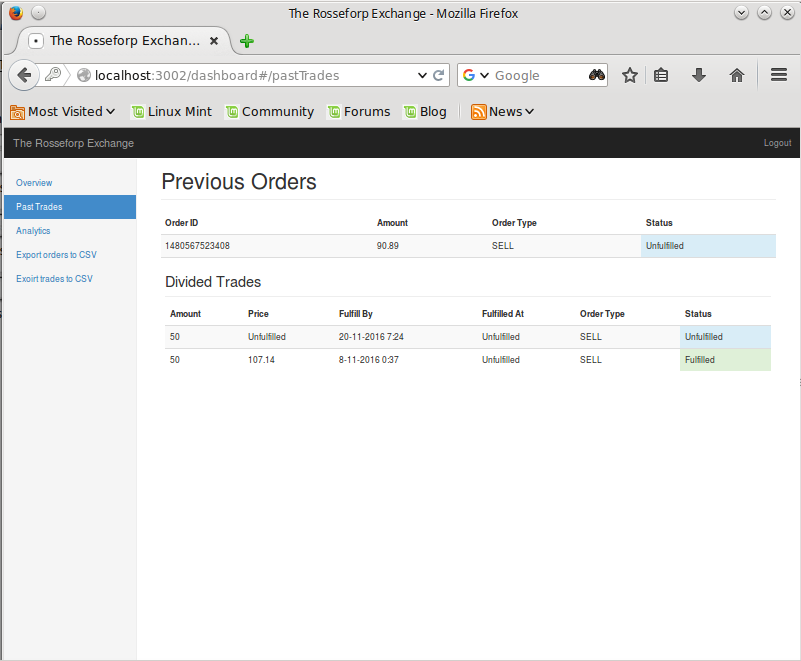 The Rosseforp Exchange - Mozilla Firefox
The Rosseforp Exchan...
localhost:3002/dashboard#/pastTrades Google
Most Visited Linux Mint Community Forums Blog News
The Rosseforp Exchange Logout
Overview
Past Trades
Analytics
Export orders to CSV
Exoirt trades to CSV
Previous Orders
Order ID Amount Order Type Status
1480567523408 90.89 SELL Unfulfilled
Divided Trades
Amount Price Fulfill By Fulfilled At Order Type Status
50 Unfulfilled 20-11-2016 7:24 Unfulfilled SELL Unfulfilled
50 107.14 8-11-2016 0:37 Unfulfilled SELL Fulfilled